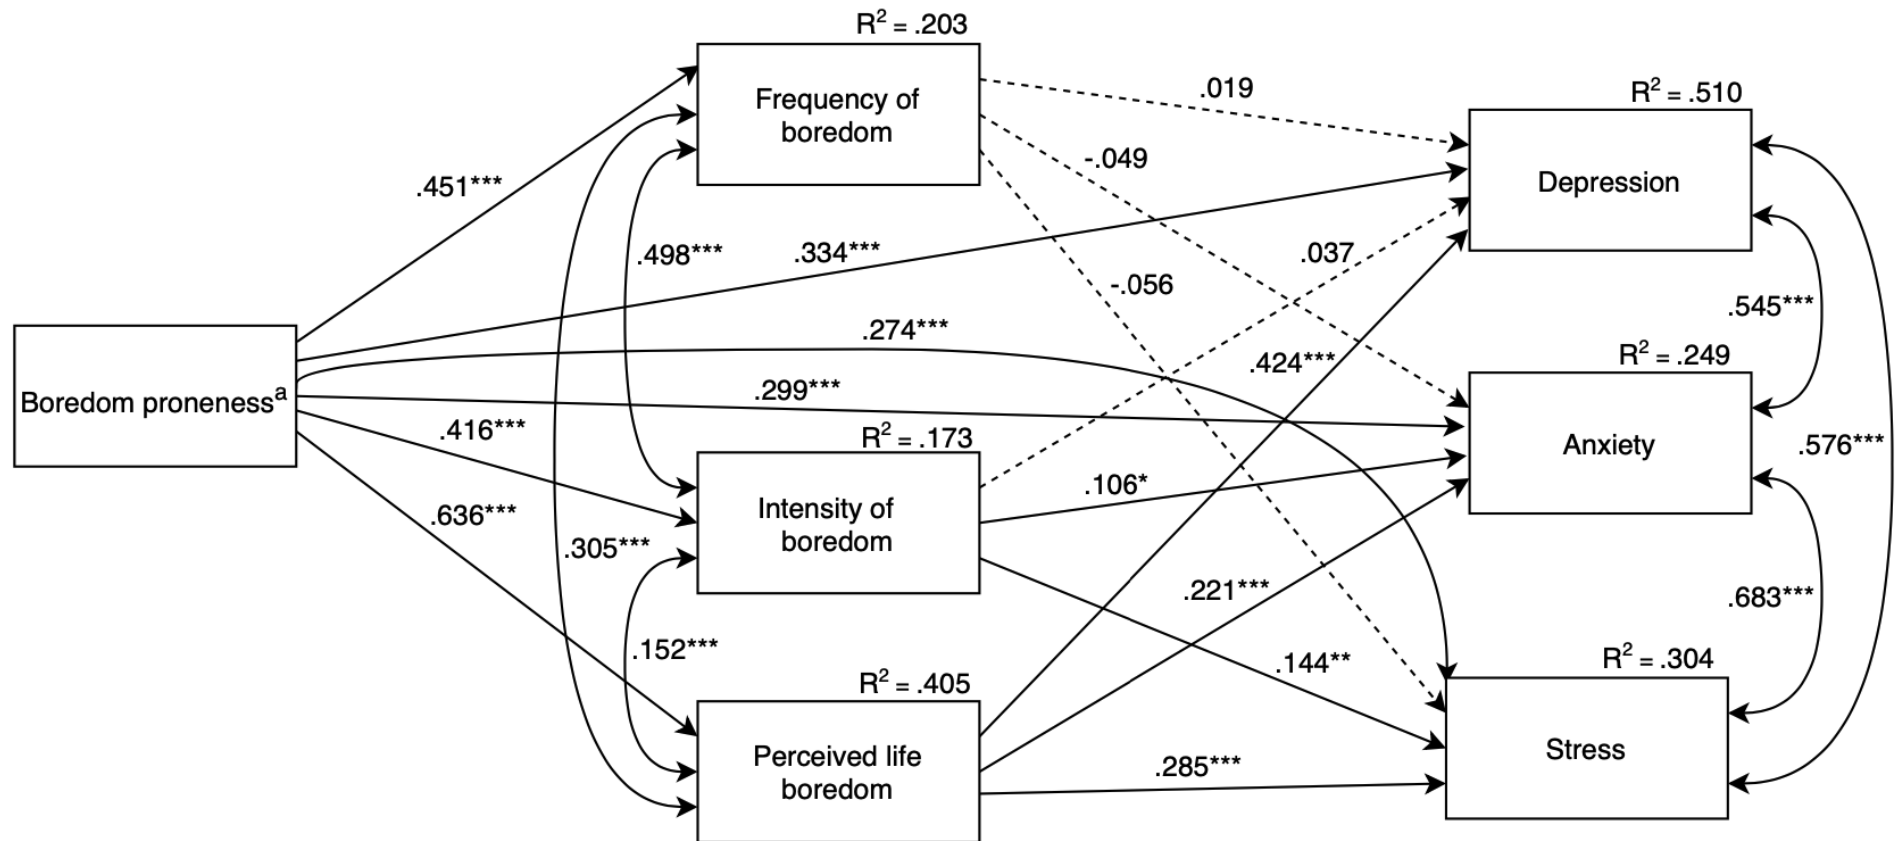 R² = .203
Frequency of
boredom
.019
R² = .510
-.049
Depression
.451***
.498***
.334***
.037
-.056
.545***
.274***
R² = .249
.424***
Boredom pronenessᵃ
.299***
.416***
R² = .173
Anxiety
.576***
.106*
Intensity of
boredom
.636***
.305***
.221***
.683***
.152***
.144**
R² = .304
R² = .405
Perceived life
boredom
.285***
Stress